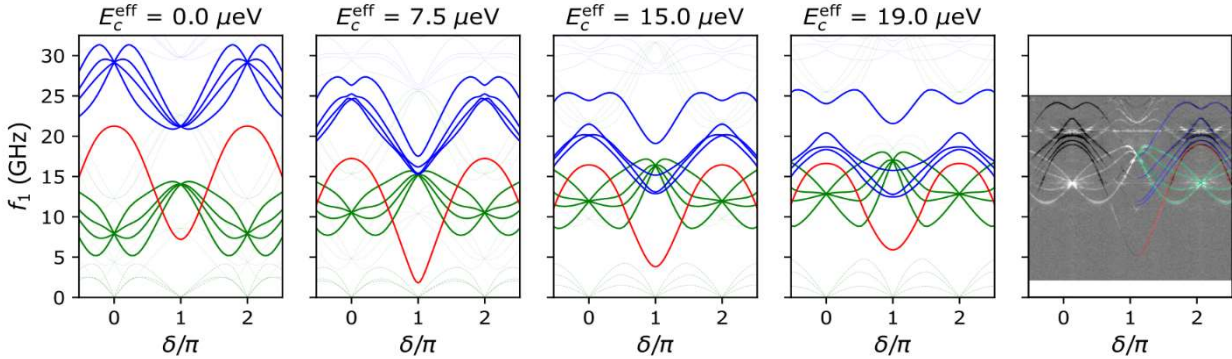 E_c^eff = 0.0 μeV E_c^eff = 7.5 μeV E_c^eff = 15.0 μeV E_c^eff = 19.0 μeV
30
25
20
15
10
5
0
f₁ (GHz)
0 1 2 0 1 2 0 1 2 0 1 2 0 1 2
δ/π δ/π δ/π δ/π δ/π